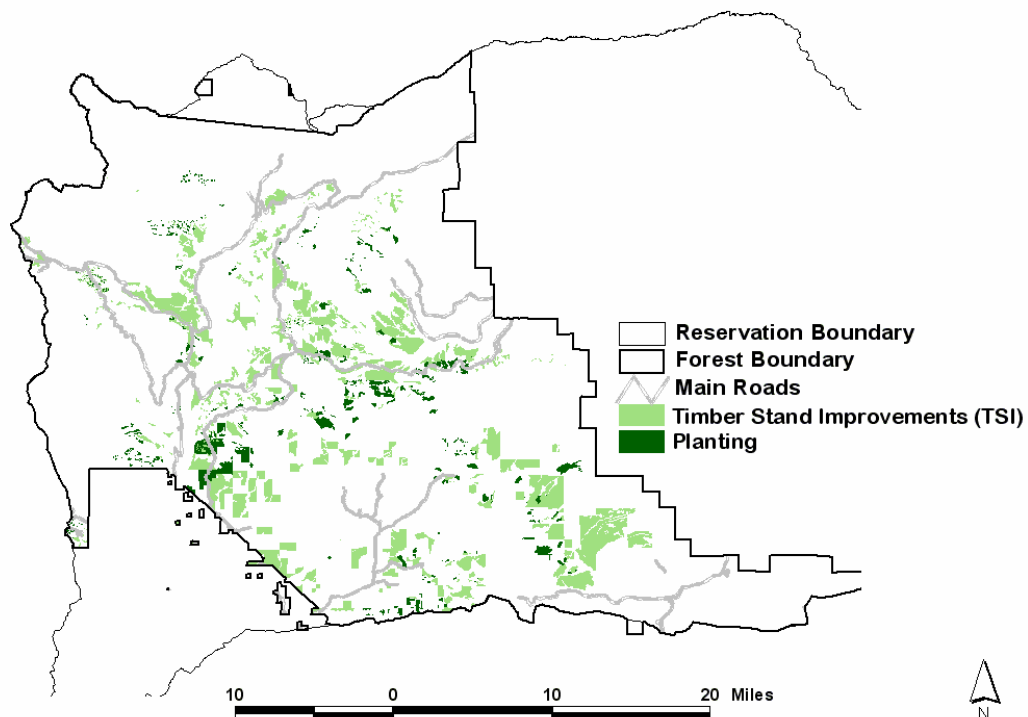 Reservation Boundary
Forest Boundary
Main Roads
Timber Stand Improvements (TSI)
Planting
10 0 10 20 Miles
N